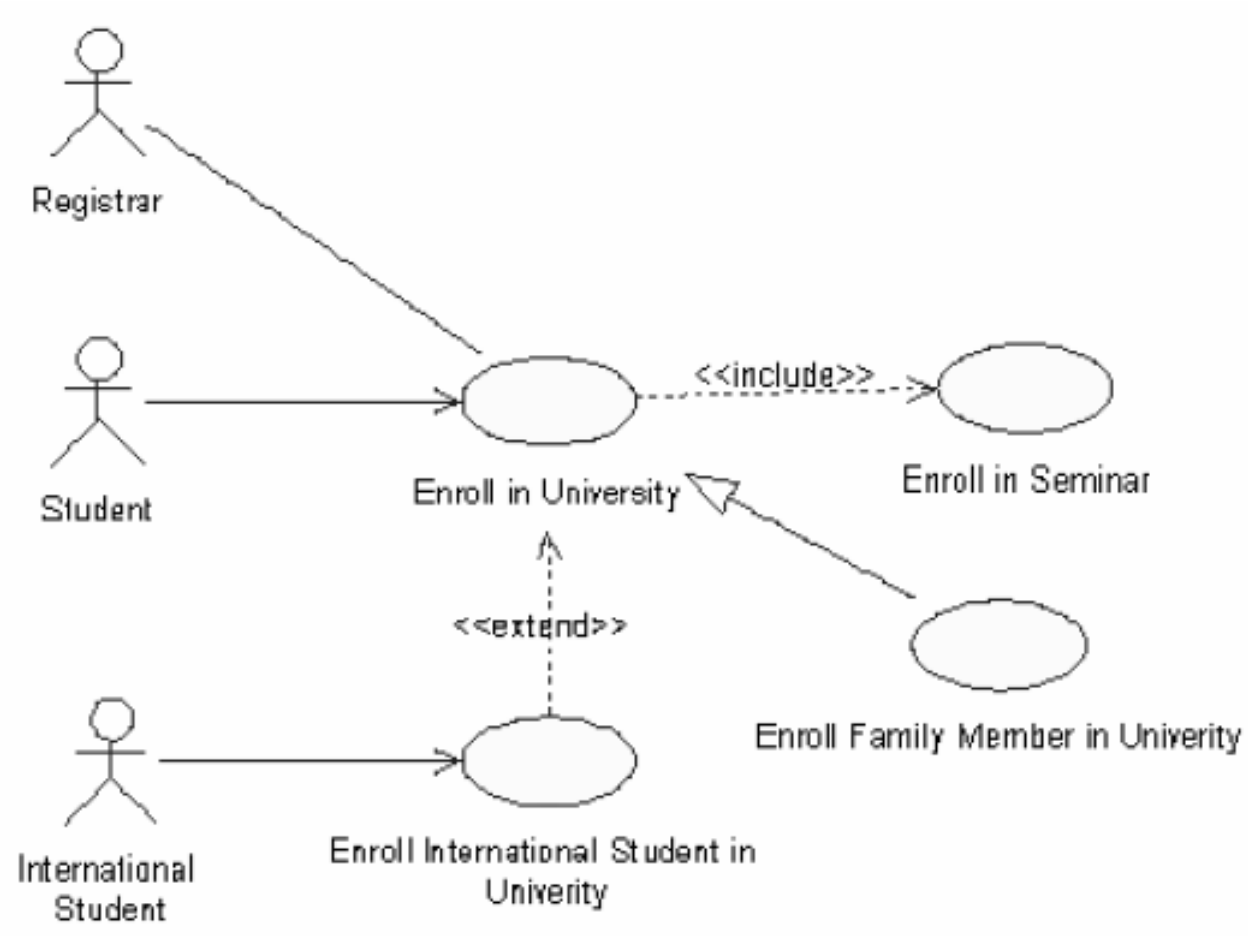 Registrar
<<include>>
Student
Enroll in University
Enroll in Seminar
<<extend>>
Enroll Family Member in Univerity
International
Student
Enroll International Student in
Univerity